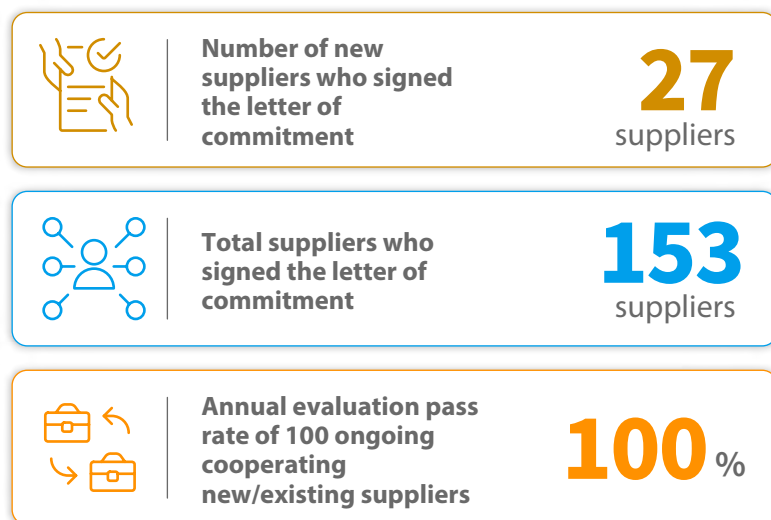 Number of new
suppliers who signed
the letter of
commitment
27
suppliers
Total suppliers who
signed the letter of
commitment
153
suppliers
Annual evaluation pass
rate of 100 ongoing
cooperating
new/existing suppliers
100 %